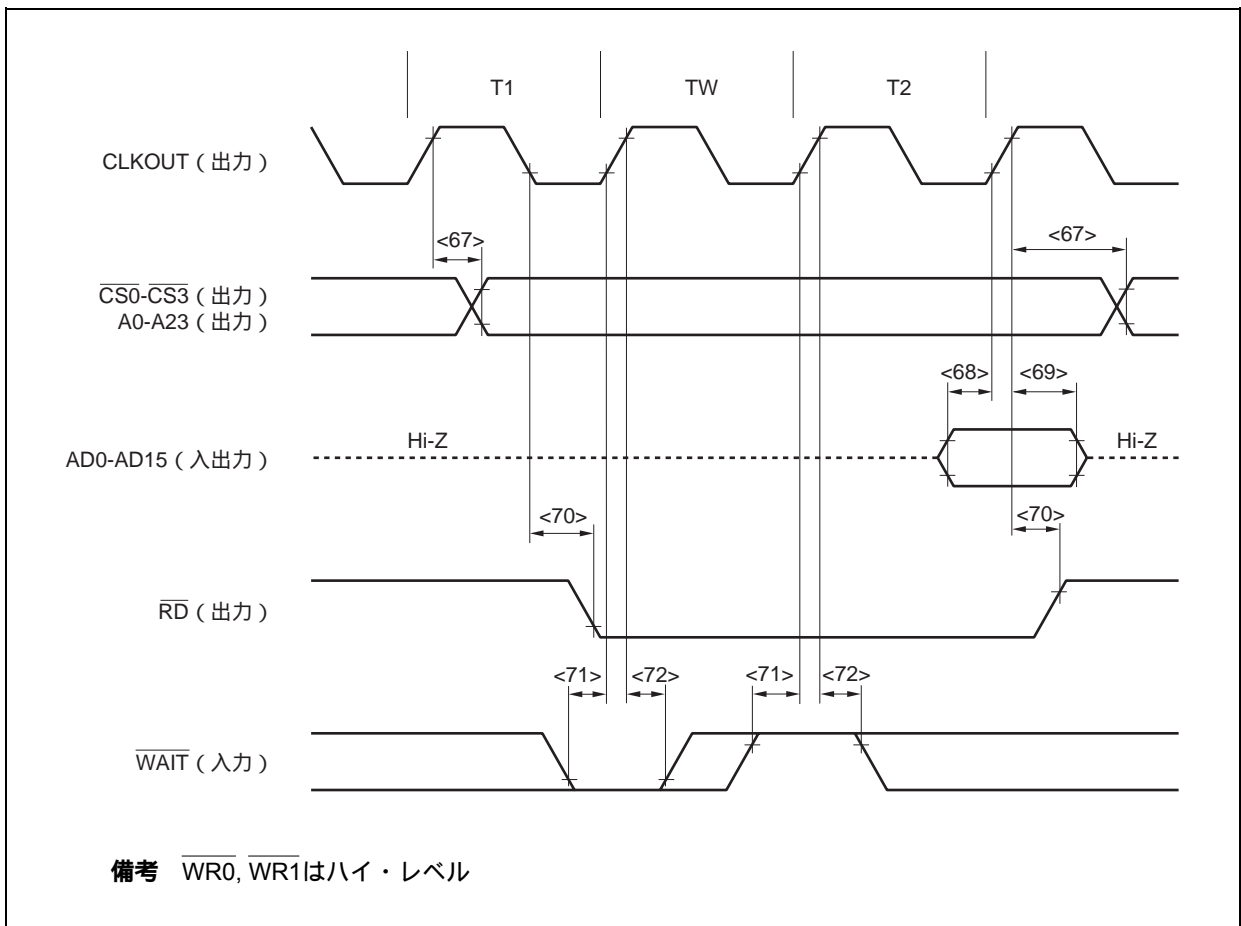 T1 TW T2
CLKOUT（出力）
<67> <67>
CS0-CS3（出力）
A0-A23（出力）
<68> <69>
AD0-AD15（入出力） Hi-Z Hi-Z
<70> <70>
RD（出力）
<71> <72> <71> <72>
WAIT（入力）
備考 WR0, WR1はハイ・レベル